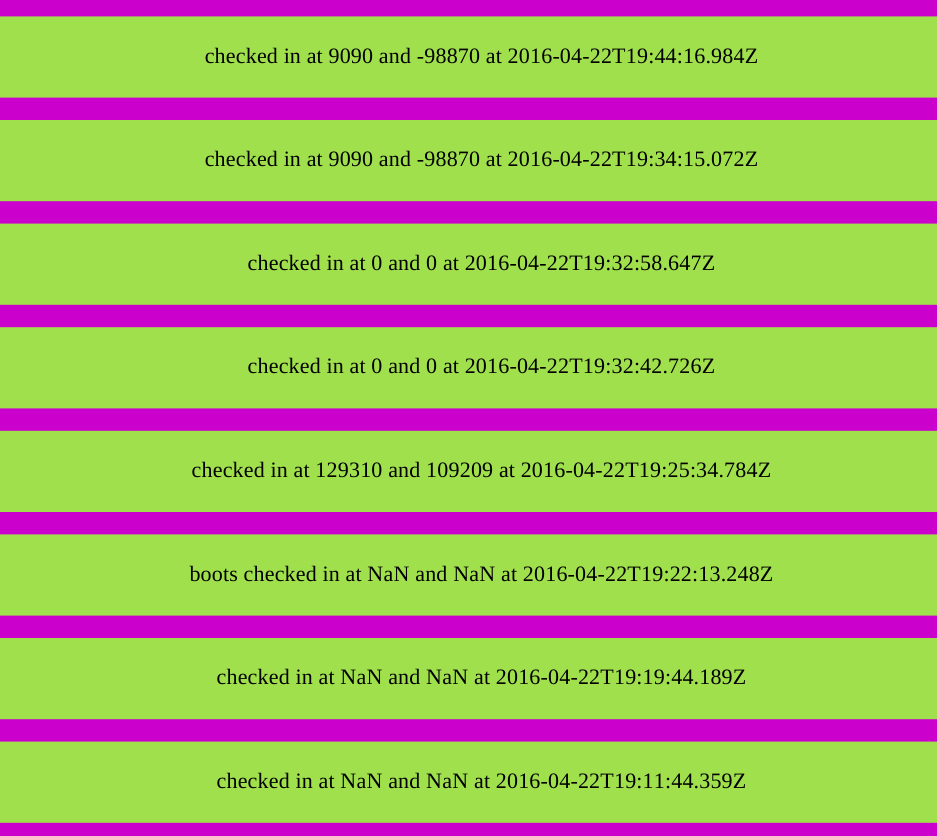 checked in at 9090 and -98870 at 2016-04-22T19:44:16.984Z
checked in at 9090 and -98870 at 2016-04-22T19:34:15.072Z
checked in at 0 and 0 at 2016-04-22T19:32:58.647Z
checked in at 0 and 0 at 2016-04-22T19:32:42.726Z
checked in at 129310 and 109209 at 2016-04-22T19:25:34.784Z
boots checked in at NaN and NaN at 2016-04-22T19:22:13.248Z
checked in at NaN and NaN at 2016-04-22T19:19:44.189Z
checked in at NaN and NaN at 2016-04-22T19:11:44.359Z